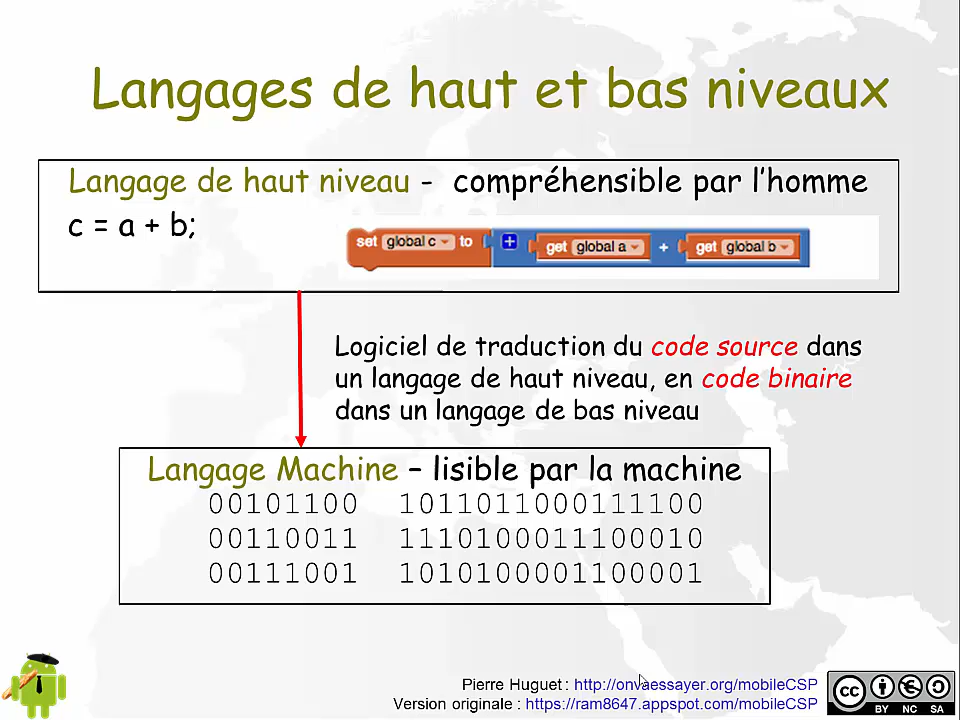 Langages de haut et bas niveaux
Langage de haut niveau - compréhensible par l'homme
c = a + b;
set global c to get global a + get global b
Logiciel de traduction du code source dans
un langage de haut niveau, en code binaire
dans un langage de bas niveau
Langage Machine – lisible par la machine
00101100 1011011000111100
00110011 1110100011100010
00111001 1010100001100001
Pierre Huguet : http://onvaessayer.org/mobileCSP
Version originale : https://ram8647.appspot.com/mobileCSP
cc BY NC SA